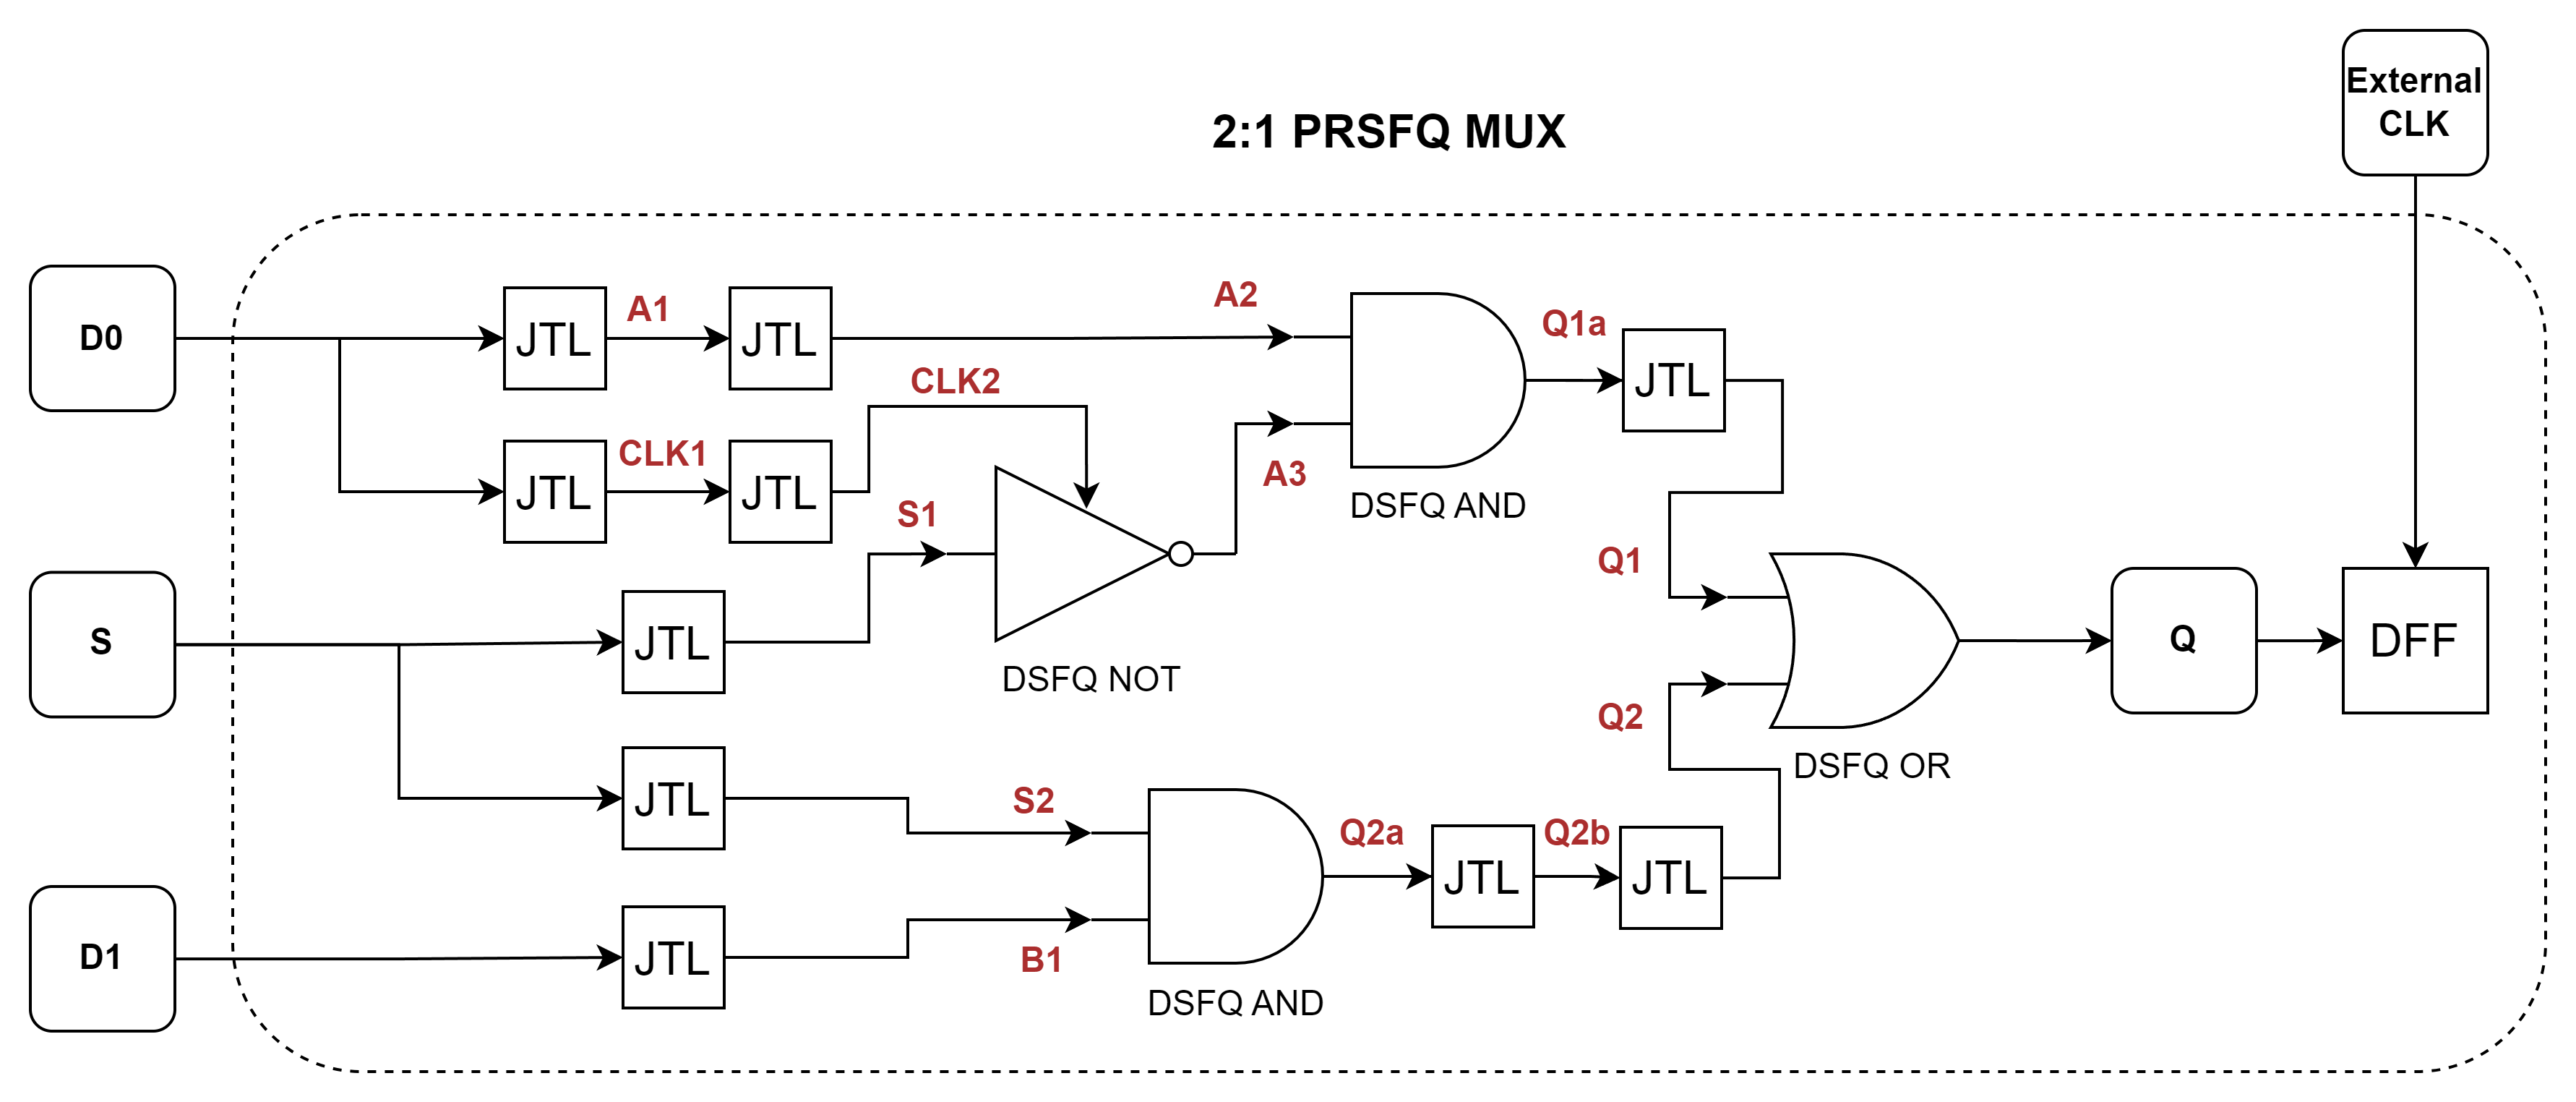 External
CLK
2:1 PRSFQ MUX
D0
JTL
A1
JTL
A2
Q1a
JTL
CLK2
CLK1
JTL
JTL
A3
DSFQ AND
S1
S
JTL
DSFQ NOT
Q1
Q2
DSFQ OR
Q
DFF
JTL
S2
Q2a
JTL
Q2b
JTL
D1
JTL
B1
DSFQ AND